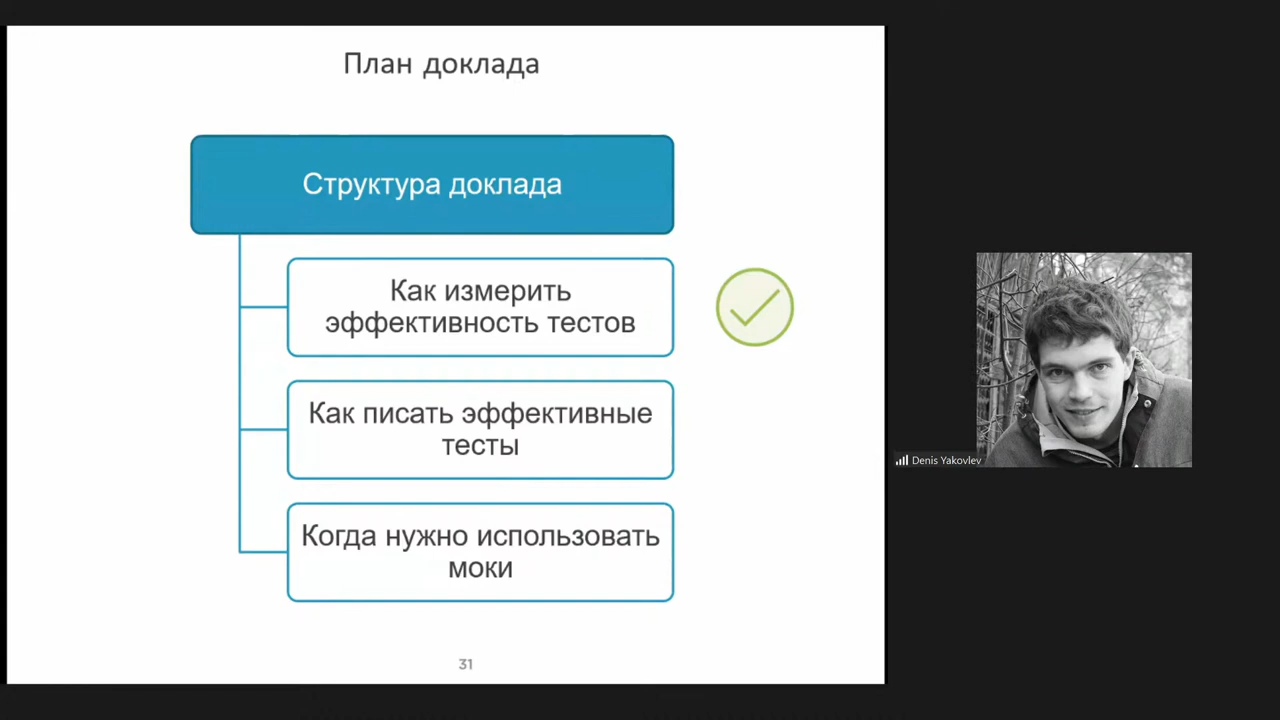 План доклада
Структура доклада
Как измерить
эффективность тестов
Как писать эффективные
тесты
Когда нужно использовать
моки
31
Denis Yakovlev